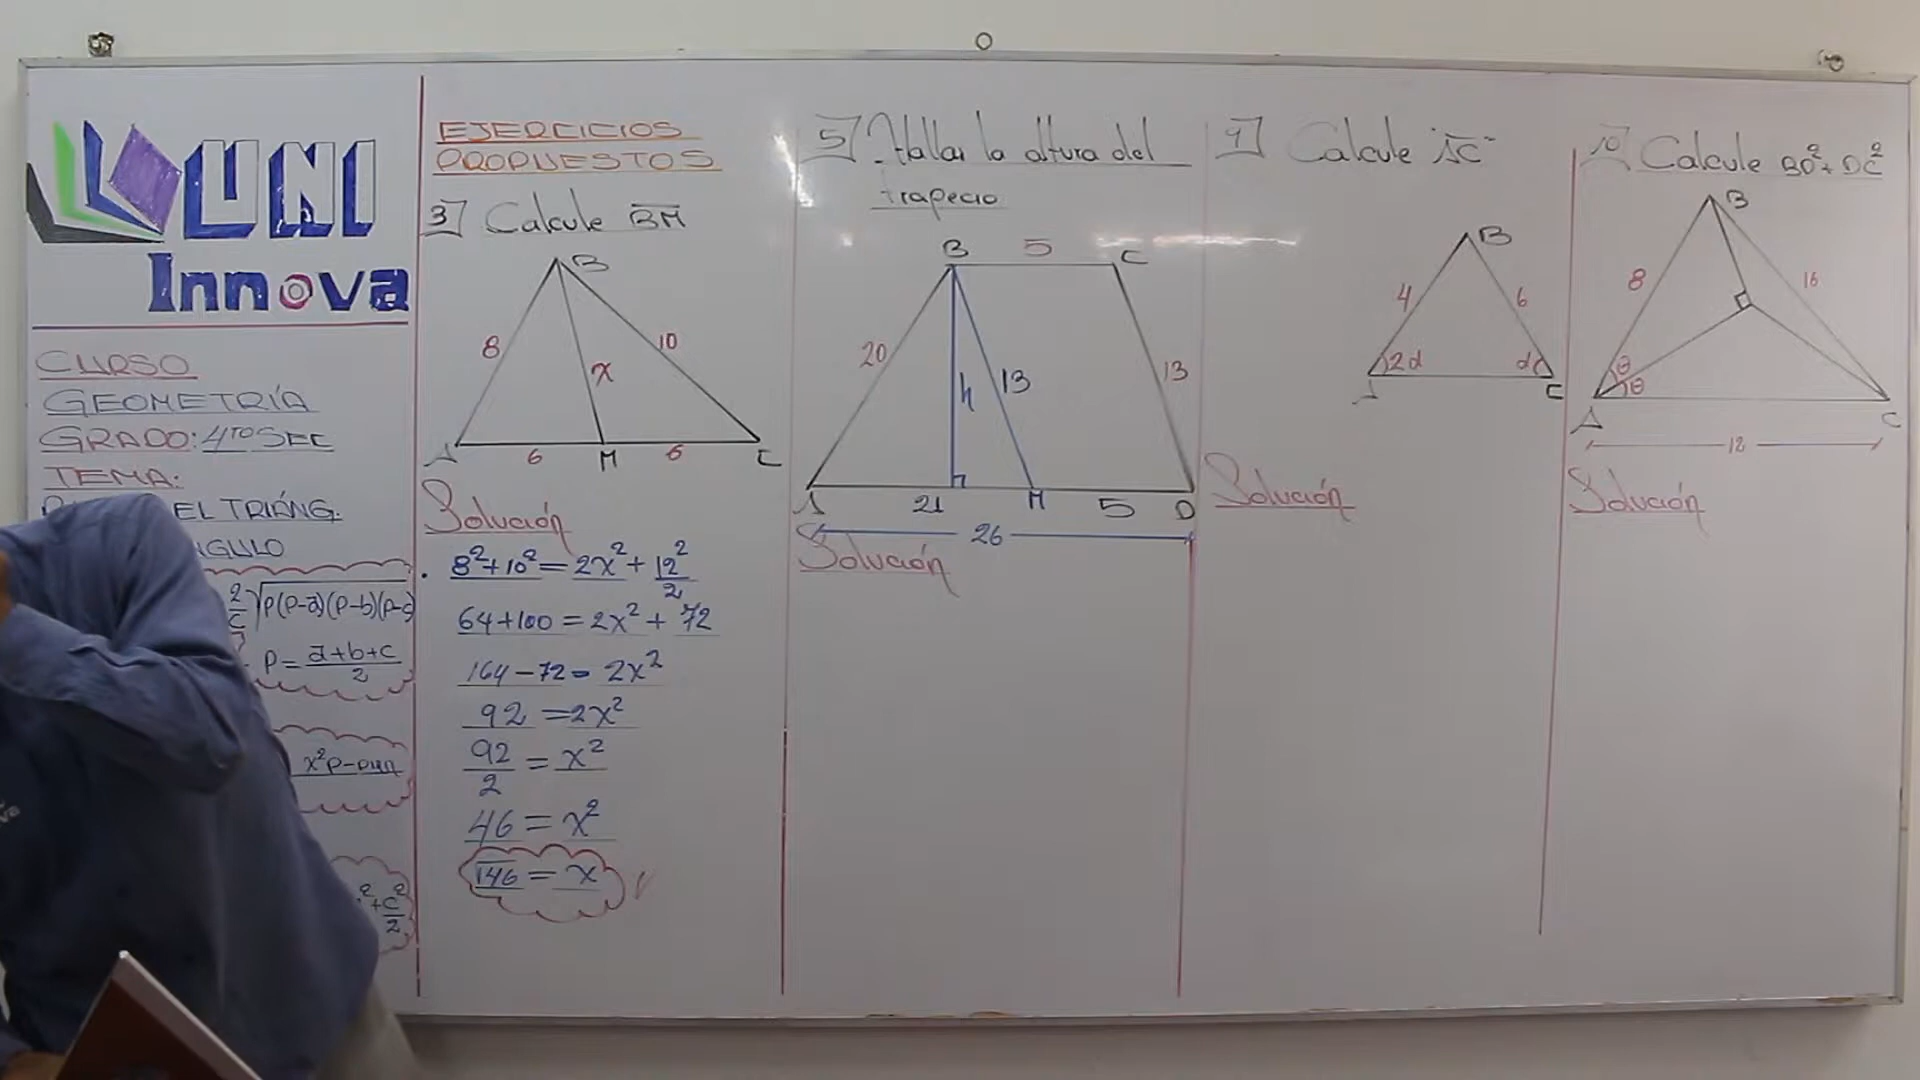 UNI
Innova
CURSO
GEOMETRÍA
GRADO: 4TO SEC
TEMA:
EL TRIÁNG.
NGULO
2/c √p(p-a)(p-b)(p-c)
p = a+b+c/2
EJERCICIOS
PROPUESTOS
3] Calcule BM
B
8
x
10
A
6
M
6
C
Solución
8²+10² = 2x² + 12²/2
64+100 = 2x² + 72
164-72 = 2x²
92 = 2x²
92/2 = x²
46 = x²
√46 = x
5] Hallar la altura del
trapecio
B 5 C
20 h 13 13
A 21 M 5 D
26
Solución
9] Calcule "AC"
B
4 6
2α α
A C
Solución
10] Calcule BD² + DC²
B
8 16
θ
θ
A C
12
Solución